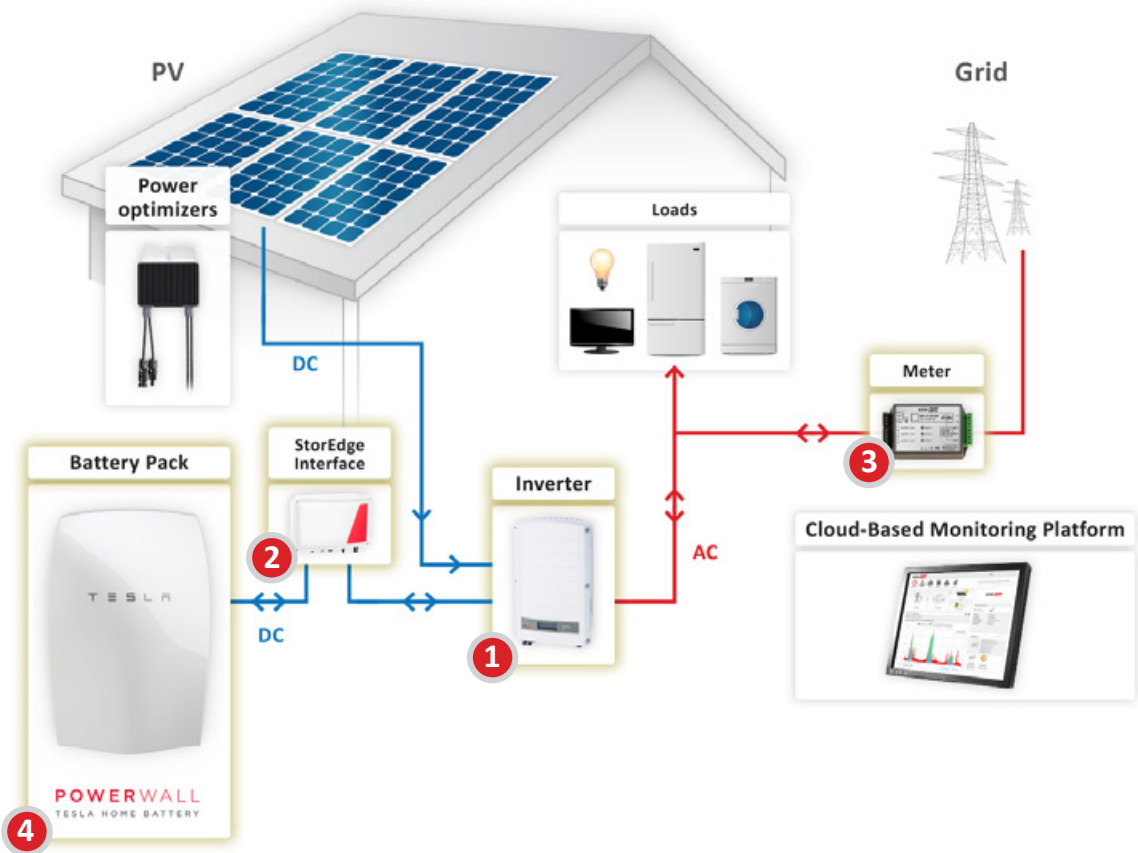 PV
Grid
Power
optimizers
Loads
DC
Meter
3
StorEdge
Interface
Battery Pack
Inverter
2
Cloud-Based Monitoring Platform
AC
TESLA
DC
1
POWERWALL
TESLA HOME BATTERY
4